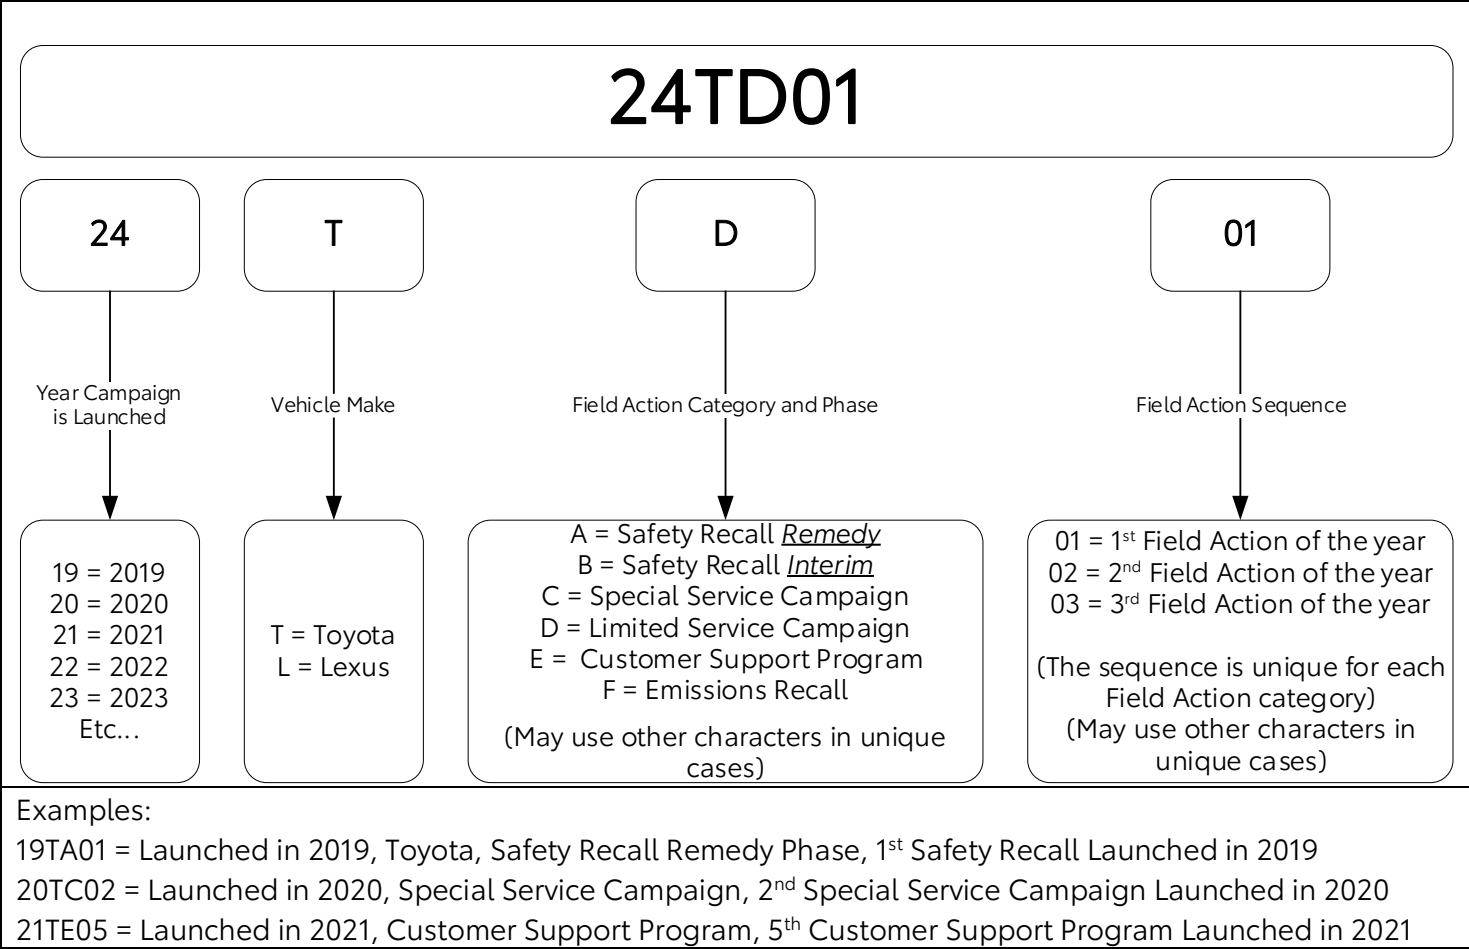 24TD01
24
T
D
01
Year Campaign
is Launched
Vehicle Make
Field Action Category and Phase
Field Action Sequence
19 = 2019
20 = 2020
21 = 2021
22 = 2022
23 = 2023
Etc...
T = Toyota
L = Lexus
A = Safety Recall Remedy
B = Safety Recall Interim
C = Special Service Campaign
D = Limited Service Campaign
E = Customer Support Program
F = Emissions Recall
(May use other characters in unique
cases)
01 = 1st Field Action of the year
02 = 2nd Field Action of the year
03 = 3rd Field Action of the year
(The sequence is unique for each
Field Action category)
(May use other characters in
unique cases)
Examples:
19TA01 = Launched in 2019, Toyota, Safety Recall Remedy Phase, 1st Safety Recall Launched in 2019
20TC02 = Launched in 2020, Special Service Campaign, 2nd Special Service Campaign Launched in 2020
21TE05 = Launched in 2021, Customer Support Program, 5th Customer Support Program Launched in 2021